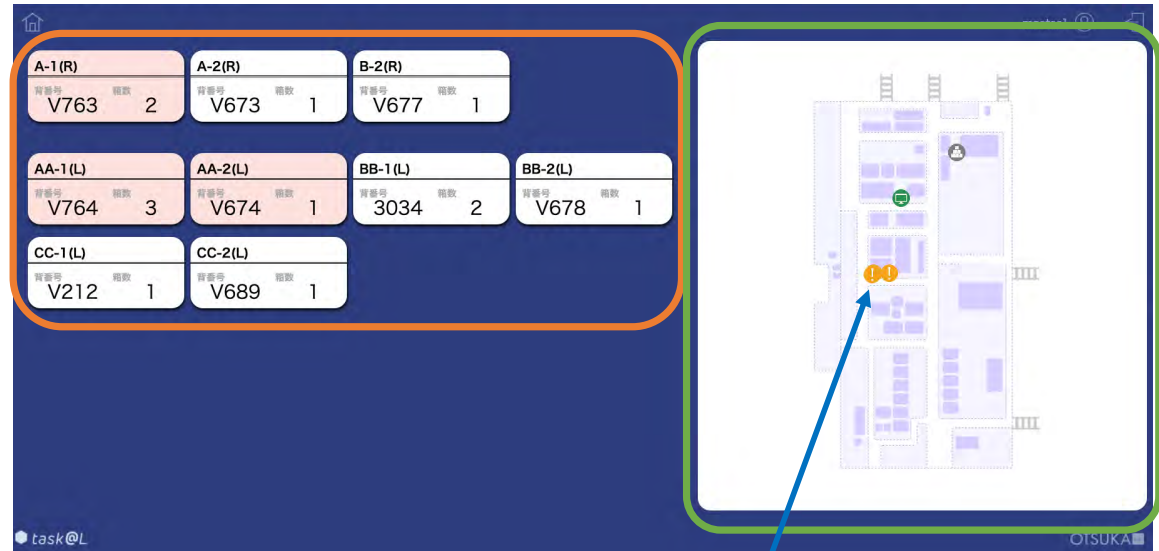 A-1(R) A-2(R) B-2(R)
背番号 箱数 背番号 箱数 背番号 箱数
V763 2 V673 1 V677 1
AA-1(L) AA-2(L) BB-1(L) BB-2(L)
背番号 箱数 背番号 箱数 背番号 箱数 背番号 箱数
V764 3 V674 1 3034 2 V678 1
CC-1(L) CC-2(L)
背番号 箱数 背番号 箱数
V212 1 V689 1
task@L
OTSUKA